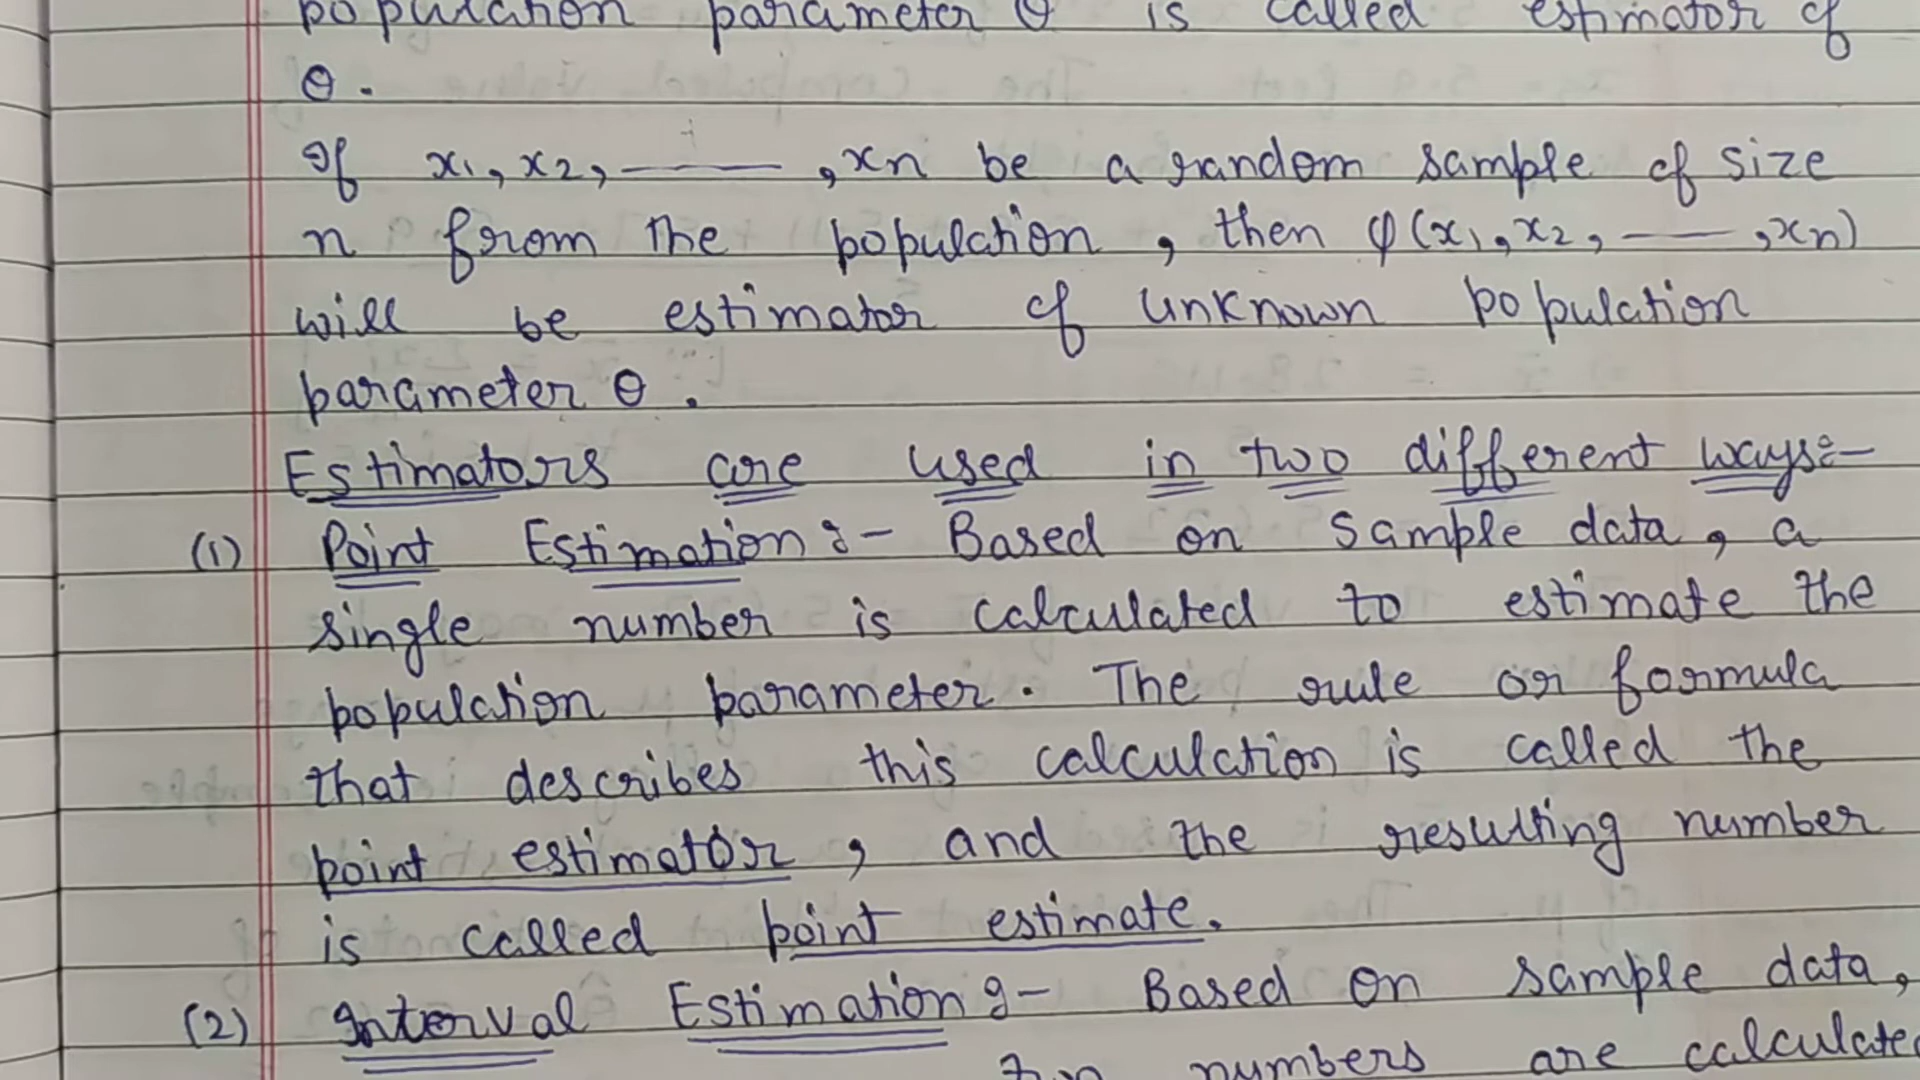 population parameter θ is called estimator of
θ.
If x1, x2, ——— , xn be a random sample of size
n from the population, then φ(x1, x2, —— , xn)
will be estimator of unknown population
parameter θ.
Estimators are used in two different ways:-
(1) Point Estimation:- Based on sample data, a
single number is calculated to estimate the
population parameter. The rule or formula
that describes this calculation is called the
point estimator, and the resulting number
is called point estimate.
(2) Interval Estimation:- Based on sample data,
two numbers are calculated